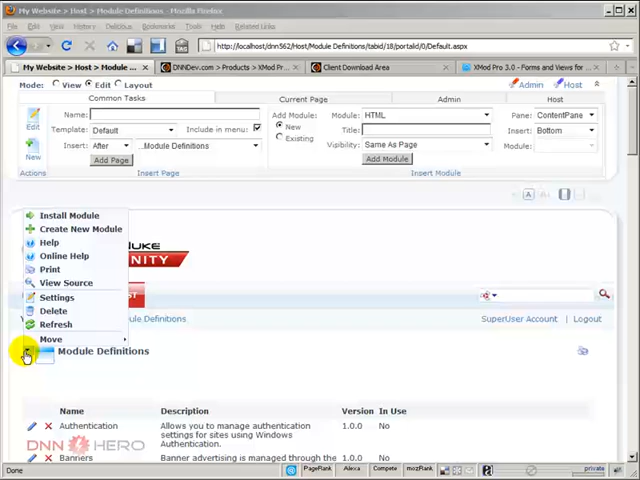 My Website > Host > Module Definitions - Mozilla Firefox
File Edit View History Delicious Bookmarks Tools Help Related Links
http://localhost/dnn562/Host/Module Definitions/tabid/18/portalid/0/Default.aspx
My Website > Host > Module ...
DNNDev.com > Products > XMod Pr...
Client Download Area
XMod Pro 3.0 - Forms and Views for ...
Mode: View Edit Layout
Admin Host
Common Tasks Current Page Admin Host
Edit
New
Actions
Name:
Template: Default Include in menu:
Insert: After ...Module Definitions
Add Page
Insert Page
Add Module: New Existing
Module: HTML
Title:
Visibility: Same As Page
Add Module
Pane: ContentPane
Insert: Bottom
Module:
Insert Module
Install Module
Create New Module
Help
Online Help
Print
View Source
Settings
Delete
Refresh
Move
UKE
NITY
ST
ule Definitions
SuperUser Account | Logout
Module Definitions
Name Description Version In Use
Authentication Allows you to manage authentication settings for sites using Windows Authentication. 1.0.0 No
Banners Banner advertising is managed through the 1.0.0 No
DNN HERO
Done
PageRank Alexa Compete mozRank
private